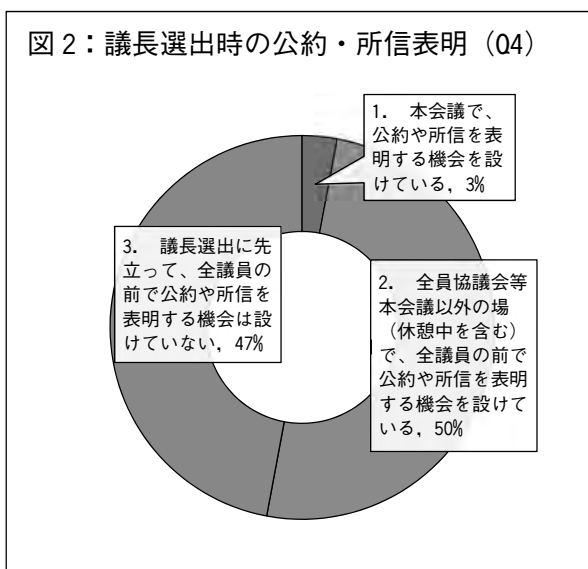 図2：議長選出時の公約・所信表明（Q4）
1.　本会議で、
公約や所信を表
明する機会を設
けている, 3%
2.　全員協議会等
本会議以外の場
（休憩中を含む）
で、全議員の前で
公約や所信を表明
する機会を設けて
いる, 50%
3.　議長選出に先
立って、全議員の
前で公約や所信を
表明する機会は設
けていない, 47%